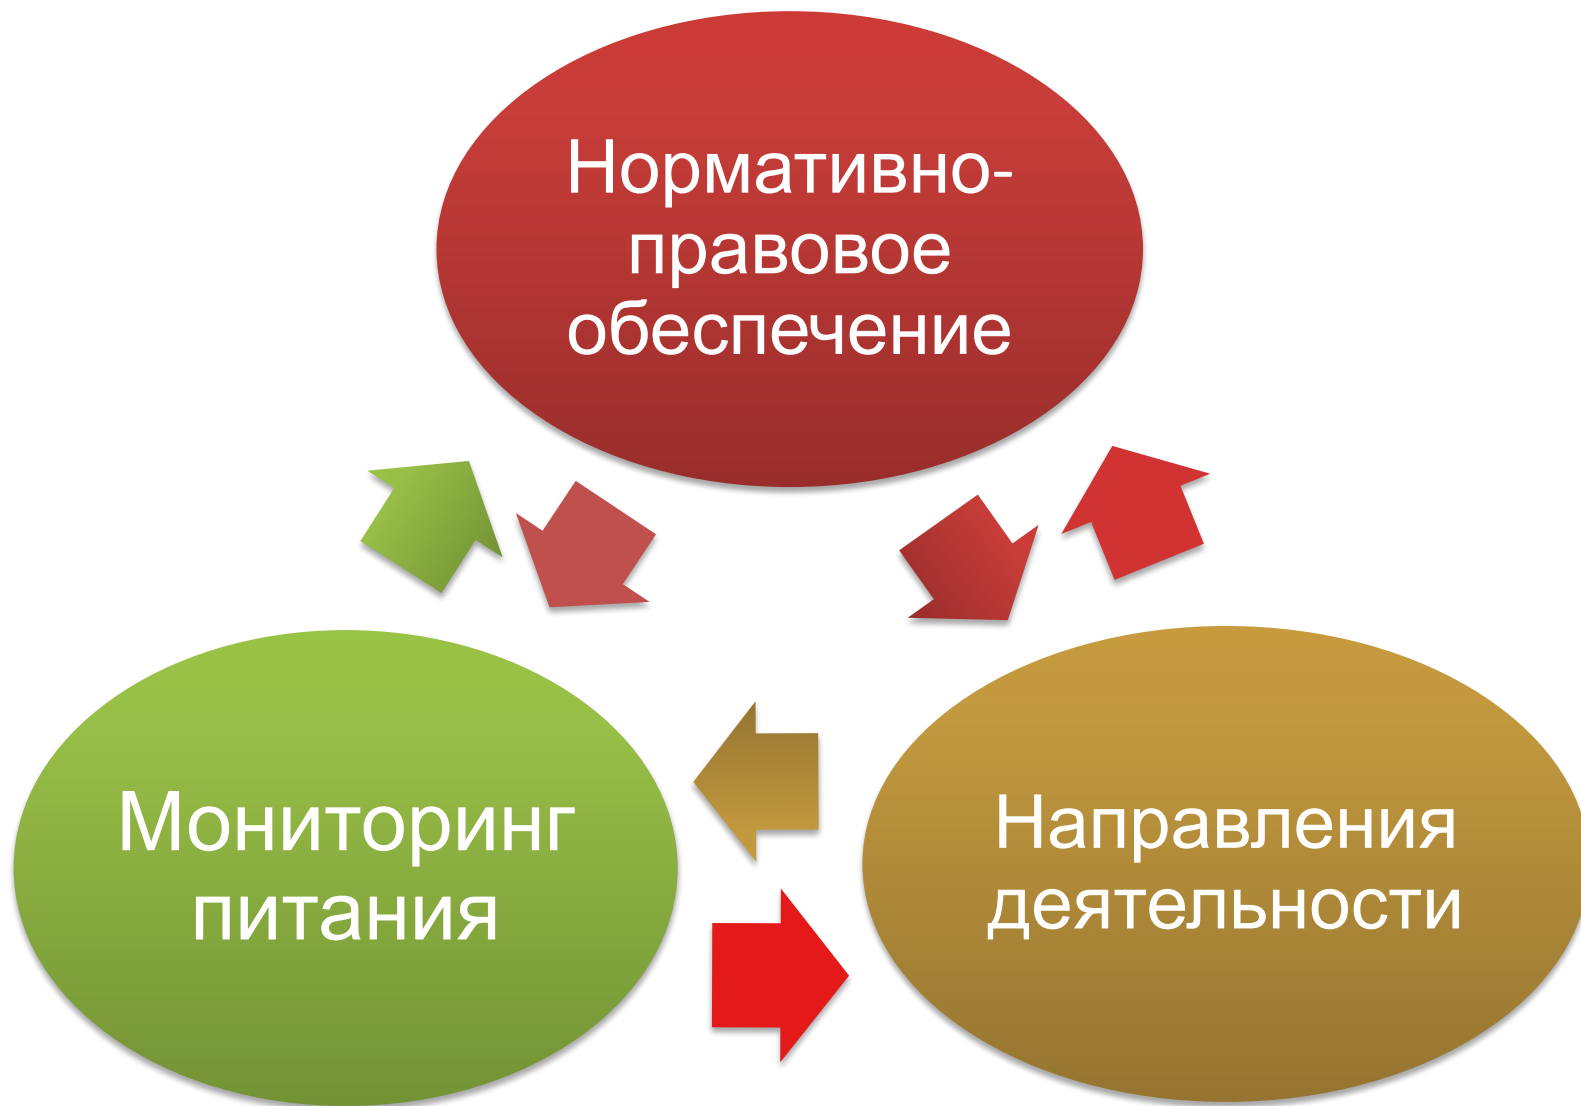 Нормативно-
правовое
обеспечение
Мониторинг
питания
Направления
деятельности